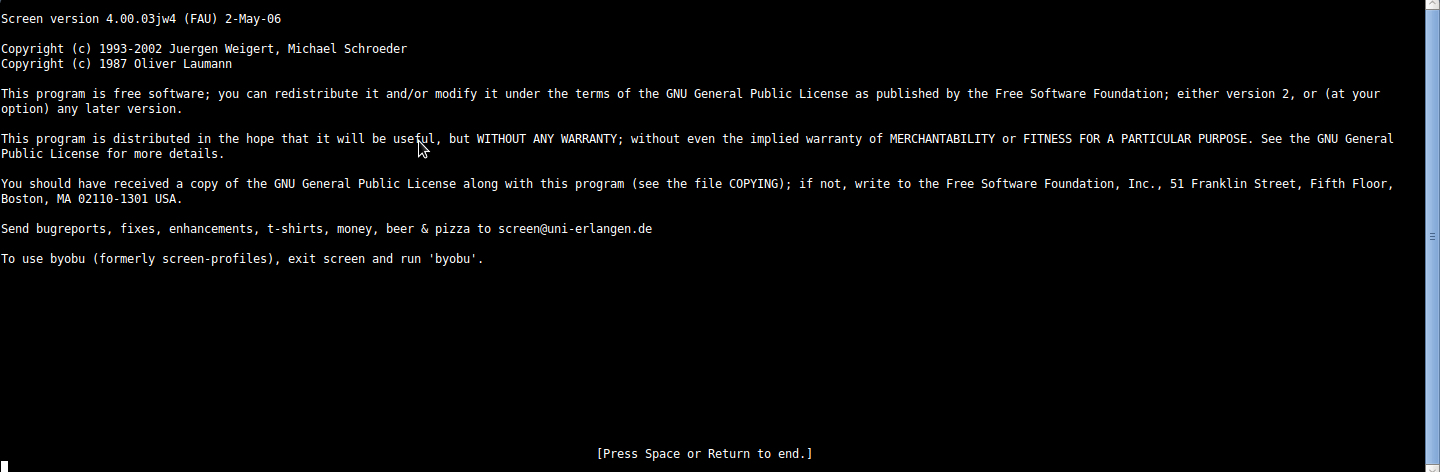 Screen version 4.00.03jw4 (FAU) 2-May-06
Copyright (c) 1993-2002 Juergen Weigert, Michael Schroeder
Copyright (c) 1987 Oliver Laumann
This program is free software; you can redistribute it and/or modify it under the terms of the GNU General Public License as published by the Free Software Foundation; either version 2, or (at your
option) any later version.
This program is distributed in the hope that it will be useful, but WITHOUT ANY WARRANTY; without even the implied warranty of MERCHANTABILITY or FITNESS FOR A PARTICULAR PURPOSE. See the GNU General
Public License for more details.
You should have received a copy of the GNU General Public License along with this program (see the file COPYING); if not, write to the Free Software Foundation, Inc., 51 Franklin Street, Fifth Floor,
Boston, MA 02110-1301 USA.
Send bugreports, fixes, enhancements, t-shirts, money, beer & pizza to screen@uni-erlangen.de
To use byobu (formerly screen-profiles), exit screen and run 'byobu'.
[Press Space or Return to end.]